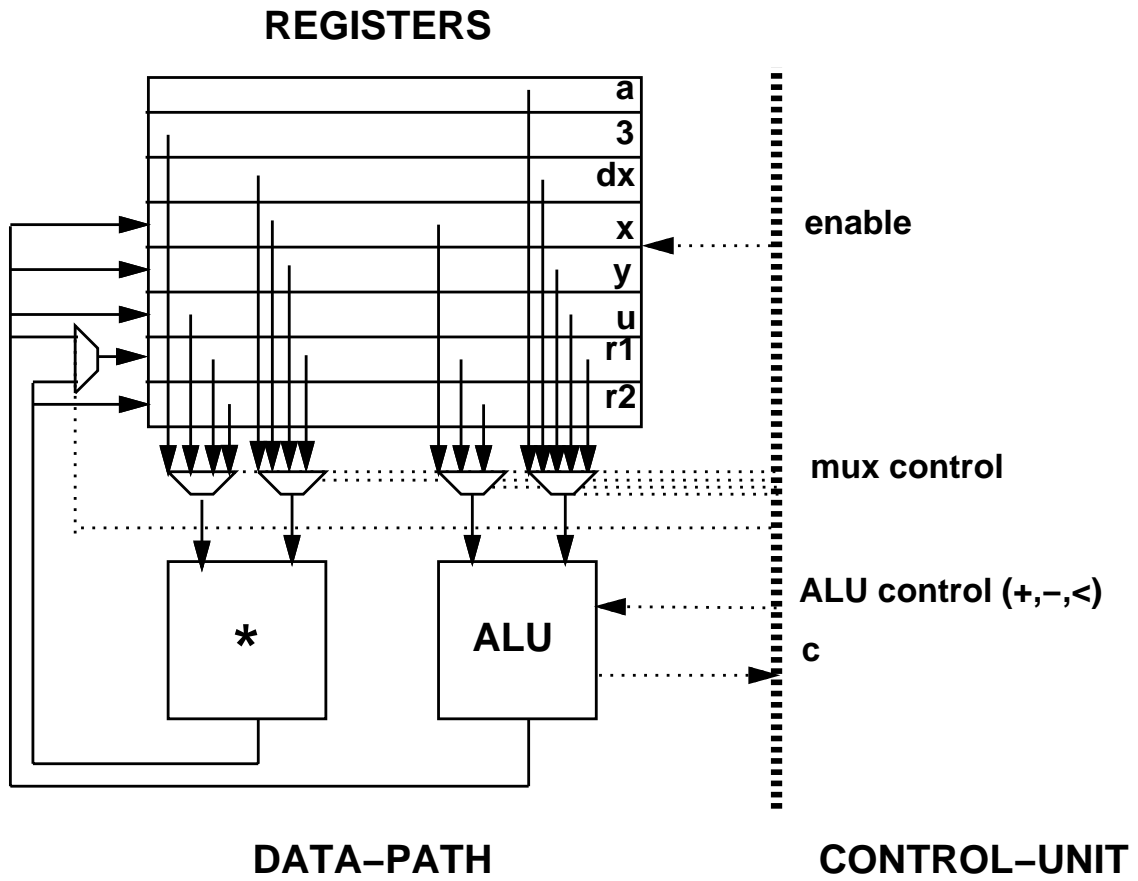 REGISTERS
a
3
dx
x
y
u
r1
r2
enable
mux control
ALU control (+,−,<)
c
*
ALU
DATA−PATH
CONTROL−UNIT